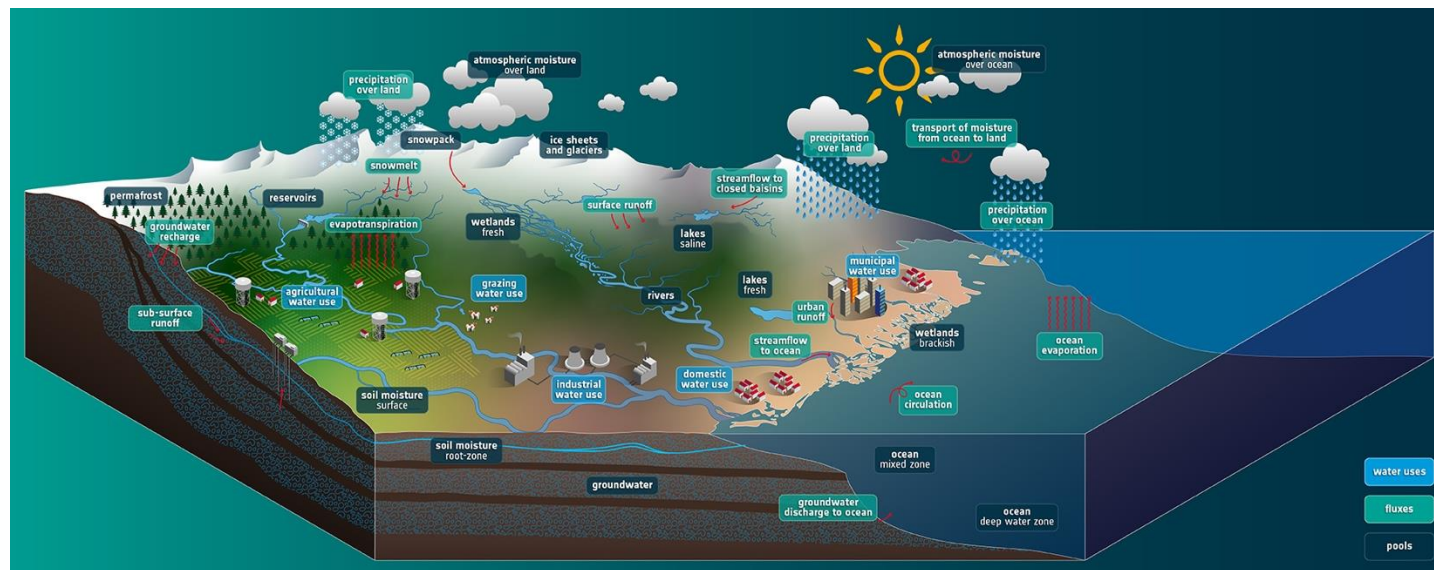 atmospheric moisture
over land
atmospheric moisture
over ocean
precipitation
over land
transport of moisture
from ocean to land
precipitation
over land
snowpack
ice sheets
and glaciers
snowmelt
streamflow to
closed baisins
permafrost
reservoirs
surface runoff
precipitation
over ocean
groundwater
recharge
evapotranspiration
wetlands
fresh
lakes
saline
municipal
water use
agricultural
water use
grazing
water use
rivers
lakes
fresh
sub-surface
runoff
urban
runoff
wetlands
brackish
ocean
evaporation
streamflow
to ocean
domestic
water use
industrial
water use
soil moisture
surface
ocean
circulation
soil moisture
root-zone
ocean
mixed zone
groundwater
groundwater
discharge to ocean
ocean
deep water zone
water uses
fluxes
pools